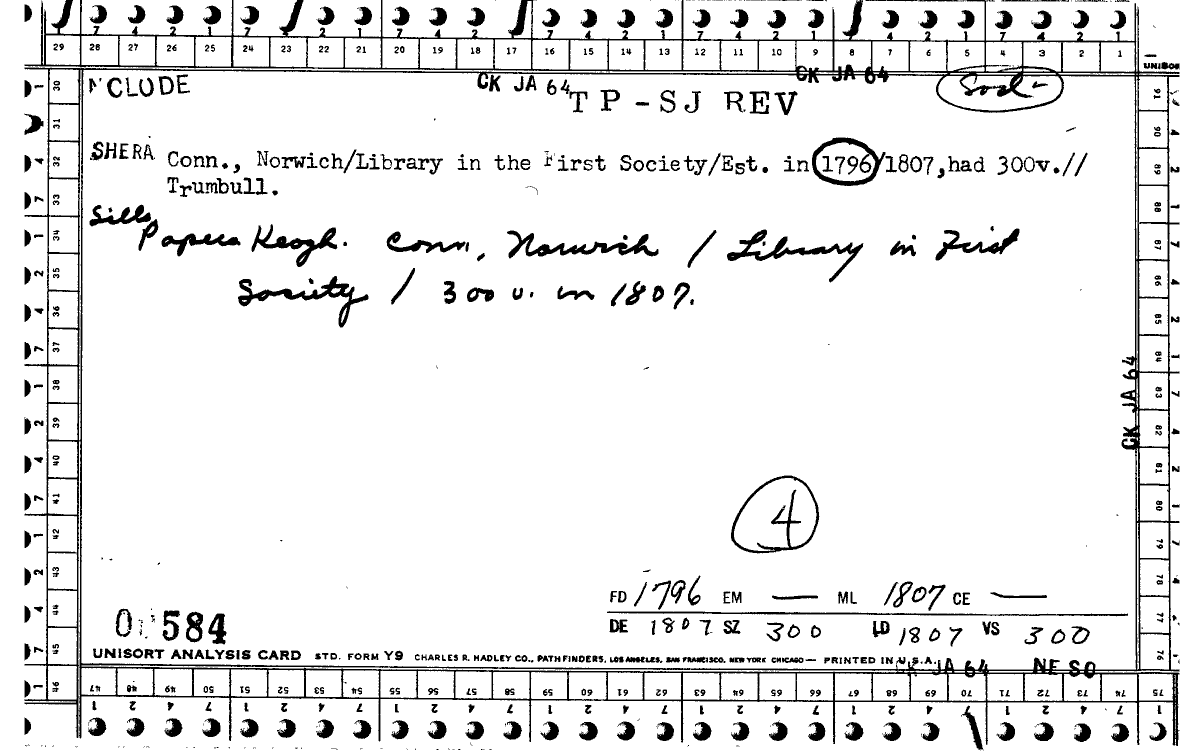 7 4 2 1 7 4 2 1 7 4 2 1 7 4 2 1 7 4 2 1 7 4 2 1
29 28 27 26 25 24 23 22 21 20 19 18 17 16 15 14 13 12 11 10 9 8 7 6 5 4 3 2 1
UNISOR
CLUDE CK JA 64 CK JA 64
TP-SJ REV
SHERA Conn., Norwich/Library in the First Society/Est. in 1796/1807, had 300v.//
Trumbull.
Sills
Keogh. Conn, Norwich / Library in First
Society / 300 v. in 1807.
30 31 32 33 34 35 36 37 38 39 40 41 42 43 44 45 46
91 90 89 88 87 86 85 84 83 82 81 80 79 78 77 76
CK JA 64
4
FD 1796 EM — ML 1807 CE —
DE 1807 SZ 300 LD 1807 VS 300
584
UNISORT ANALYSIS CARD STD. FORM Y9 CHARLES R. HADLEY CO., PATHFINDERS, LOS ANGELES, SAN FRANCISCO, NEW YORK CHICAGO — PRINTED IN U.S.A.
CK JA 64 NE SO
47 48 49 50 51 52 53 54 55 56 57 58 59 60 61 62 63 64 65 66 67 68 69 70 71 72 73 74 75
1 2 4 7 1 2 4 7 1 2 4 7 1 2 4 7 1 2 4 7 1 2 4 7 1 2 4 7 1